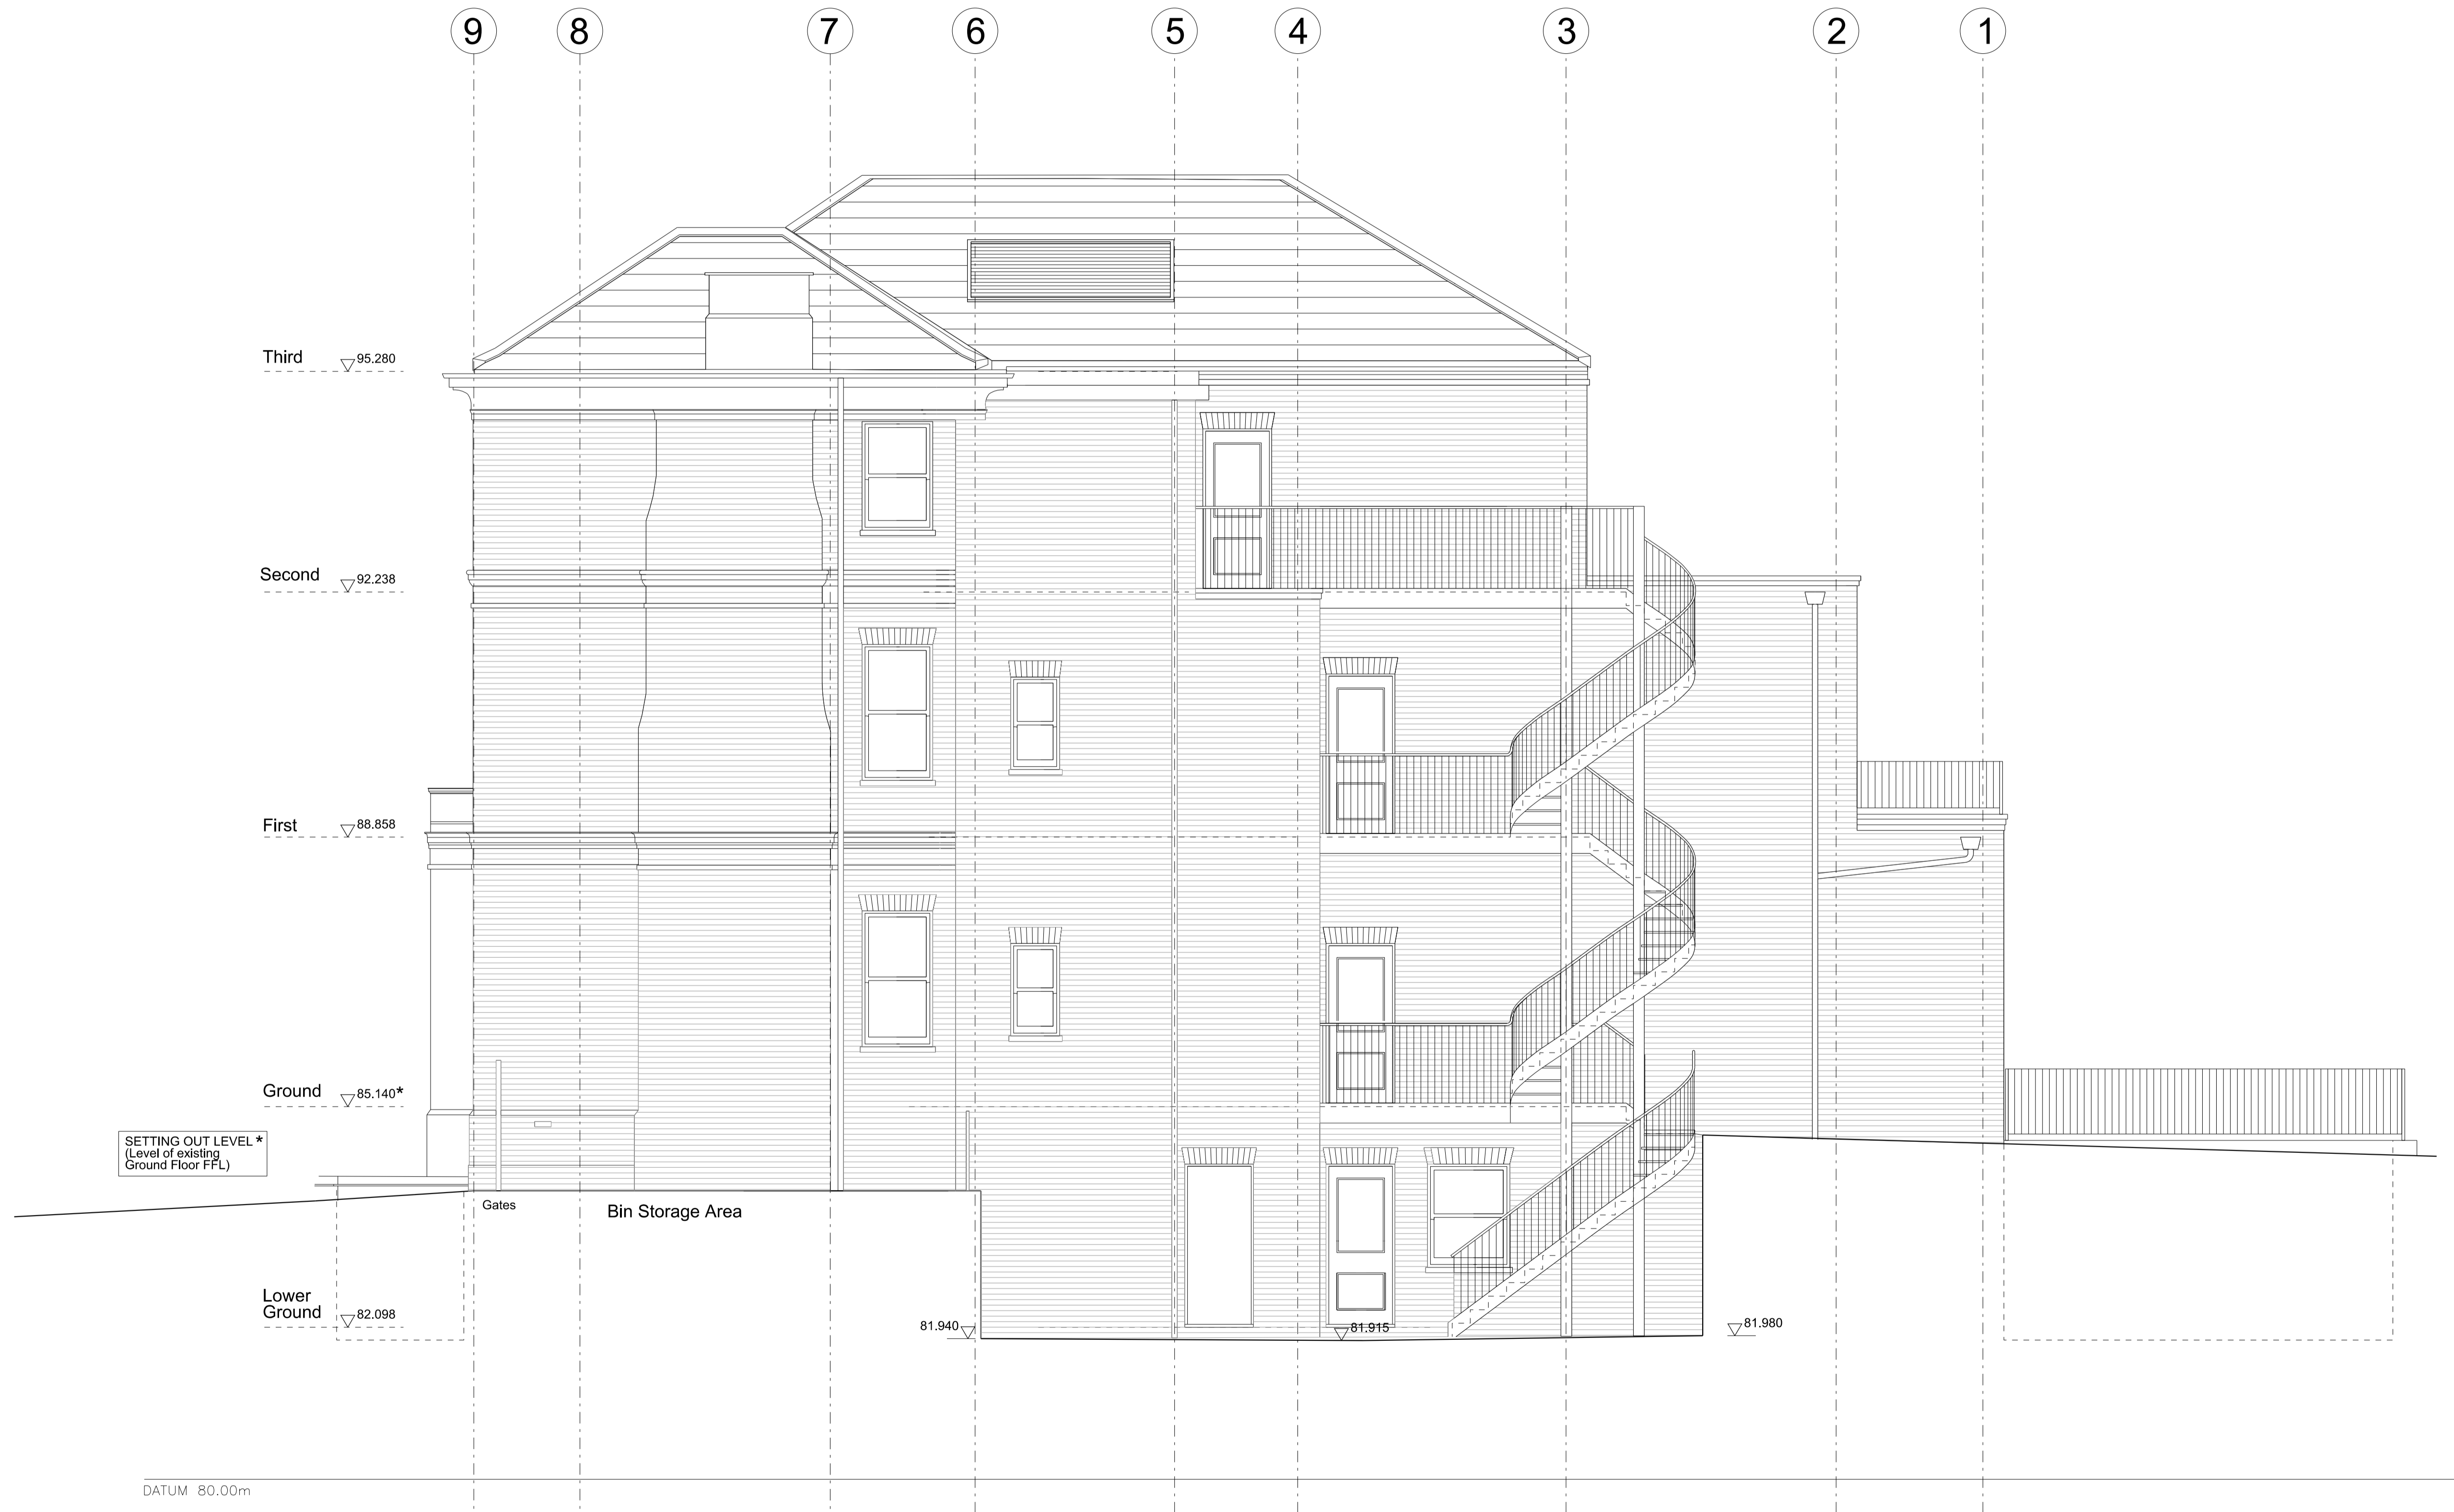 9 8 7 6 5 4 3 2 1
Third 95.280
Second 92.238
First 88.858
Ground 85.140*
SETTING OUT LEVEL *
(Level of existing
Ground Floor FFL)
Gates
Bin Storage Area
Lower
Ground 82.098
81.940
81.915
81.980
DATUM 80.00m